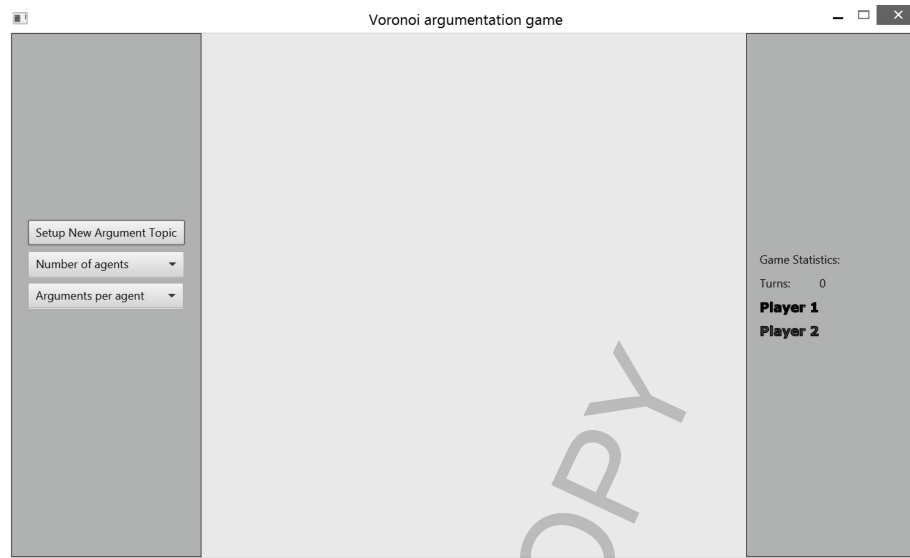 Voronoi argumentation game
Setup New Argument Topic
Number of agents
Arguments per agent
Game Statistics:
Turns: 0
Player 1
Player 2